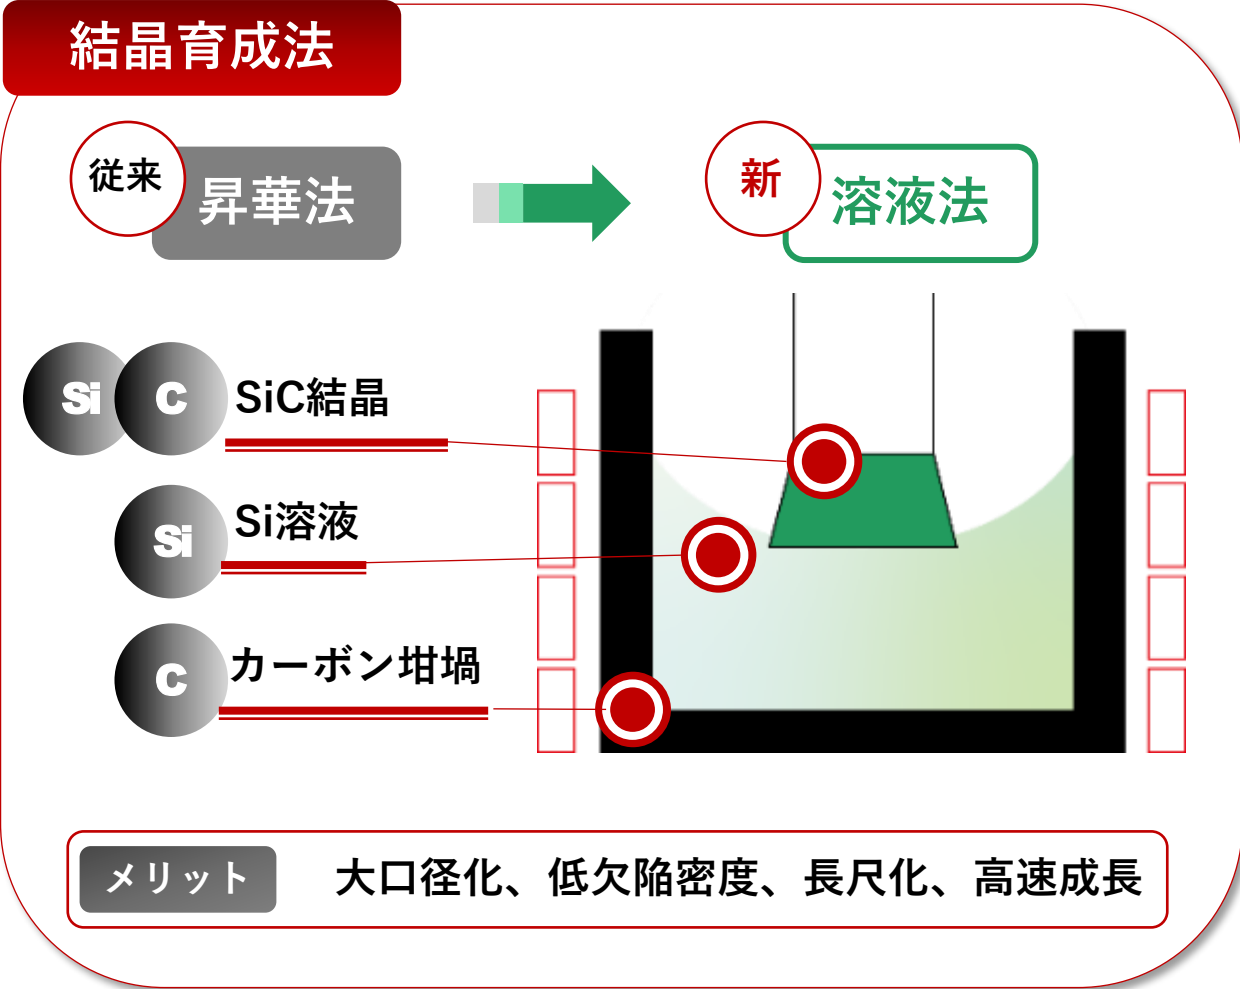 結晶育成法
従来
昇華法
新
溶液法
Si
C
SiC結晶
Si
Si溶液
C
カーボン坩堝
メリット
大口径化、低欠陥密度、長尺化、高速成長